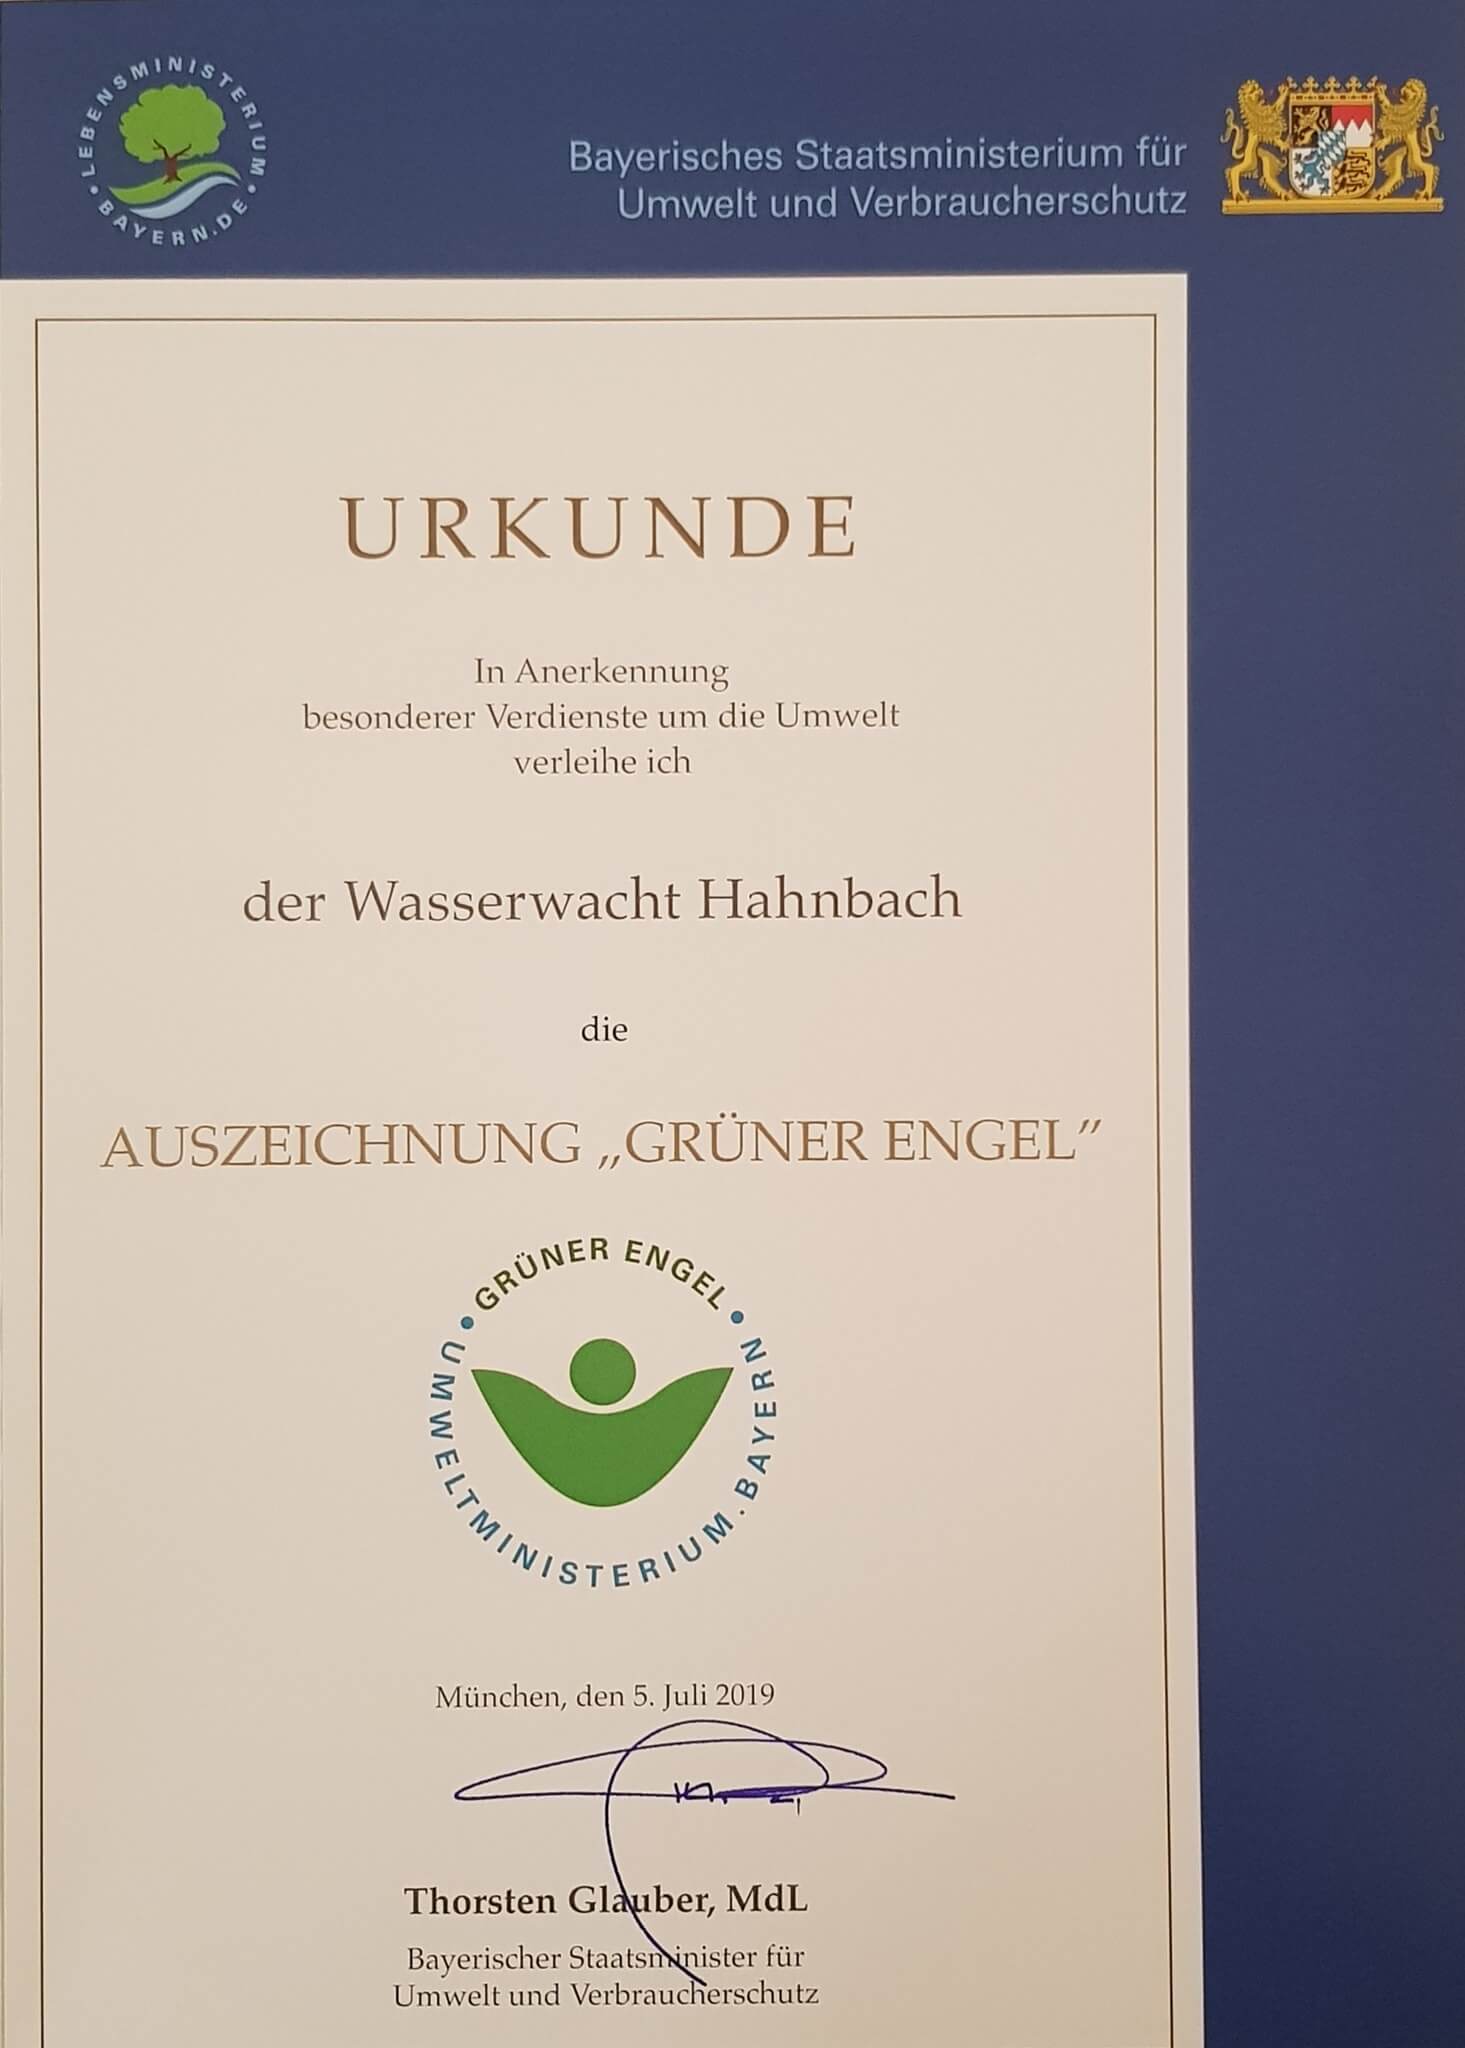 LEBENSMINISTERIUM
BAYERN.DE
Bayerisches Staatsministerium für
Umwelt und Verbraucherschutz
URKUNDE
In Anerkennung
besonderer Verdienste um die Umwelt
verleihe ich
der Wasserwacht Hahnbach
die
AUSZEICHNUNG „GRÜNER ENGEL”
GRÜNER ENGEL
UMWELTMINISTERIUM.BAYERN
München, den 5. Juli 2019
Thorsten Glauber, MdL
Bayerischer Staatsminister für
Umwelt und Verbraucherschutz